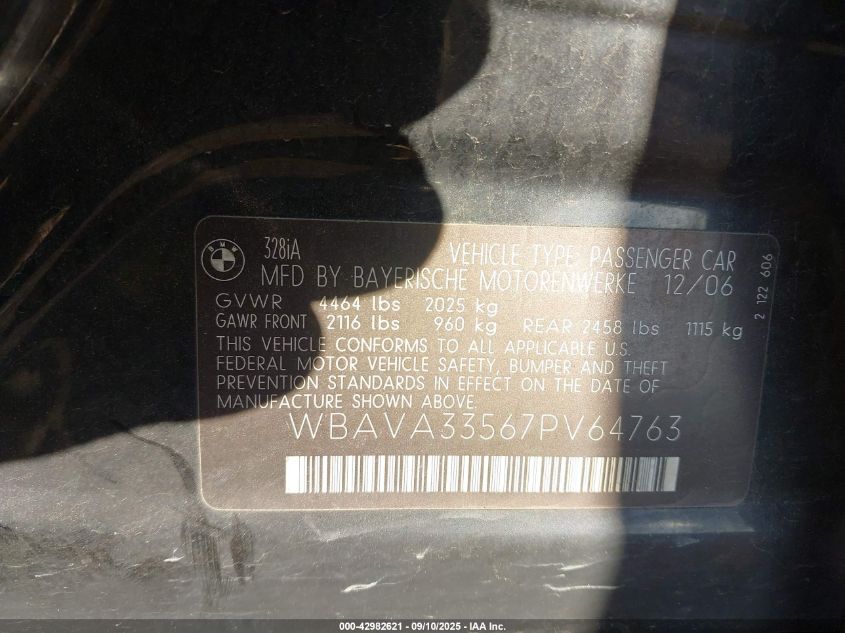 BMW
328iA VEHICLE TYPE: PASSENGER CAR
MFD BY BAYERISCHE MOTORENWERKE 12/06
GVWR 4464 lbs 2025 kg
GAWR FRONT 2116 lbs 960 kg REAR 2458 lbs 1115 kg
THIS VEHICLE CONFORMS TO ALL APPLICABLE U.S.
FEDERAL MOTOR VEHICLE SAFETY, BUMPER AND THEFT
PREVENTION STANDARDS IN EFFECT ON THE DATE OF
MANUFACTURE SHOWN ABOVE.
WBAVA33567PV64763
2 122 606
000-42982621 - 09/10/2025 - IAA Inc.